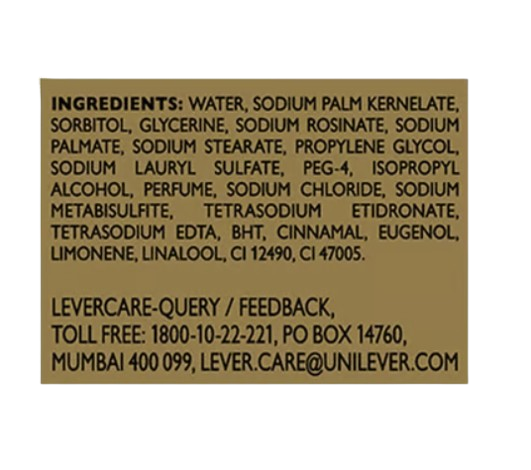 INGREDIENTS: WATER, SODIUM PALM KERNELATE,
SORBITOL, GLYCERINE, SODIUM ROSINATE, SODIUM
PALMATE, SODIUM STEARATE, PROPYLENE GLYCOL,
SODIUM LAURYL SULFATE, PEG-4, ISOPROPYL
ALCOHOL, PERFUME, SODIUM CHLORIDE, SODIUM
METABISULFITE, TETRASODIUM ETIDRONATE,
TETRASODIUM EDTA, BHT, CINNAMAL, EUGENOL,
LIMONENE, LINALOOL, CI 12490, CI 47005.
LEVERCARE-QUERY / FEEDBACK,
TOLL FREE: 1800-10-22-221, PO BOX 14760,
MUMBAI 400 099, LEVER.CARE@UNILEVER.COM